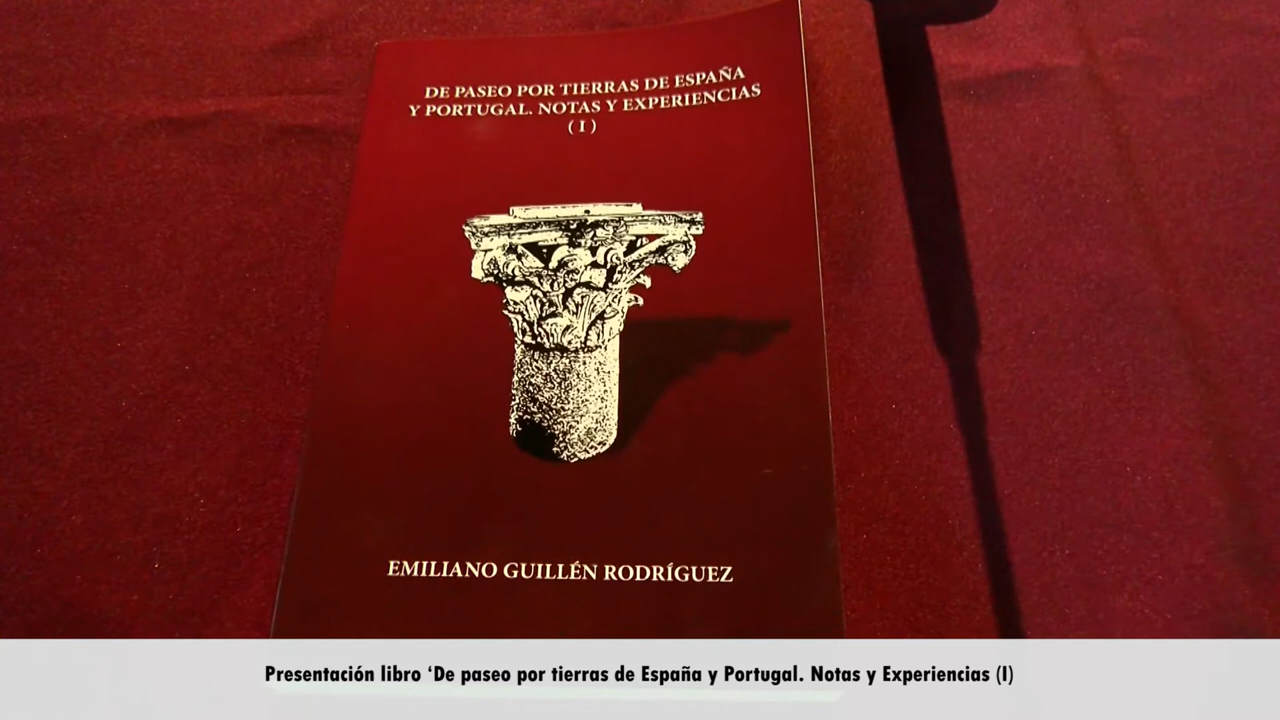 DE PASEO POR TIERRAS DE ESPAÑA
Y PORTUGAL. NOTAS Y EXPERIENCIAS
( I )
EMILIANO GUILLÉN RODRÍGUEZ
Presentación libro ‘De paseo por tierras de España y Portugal. Notas y Experiencias (I)